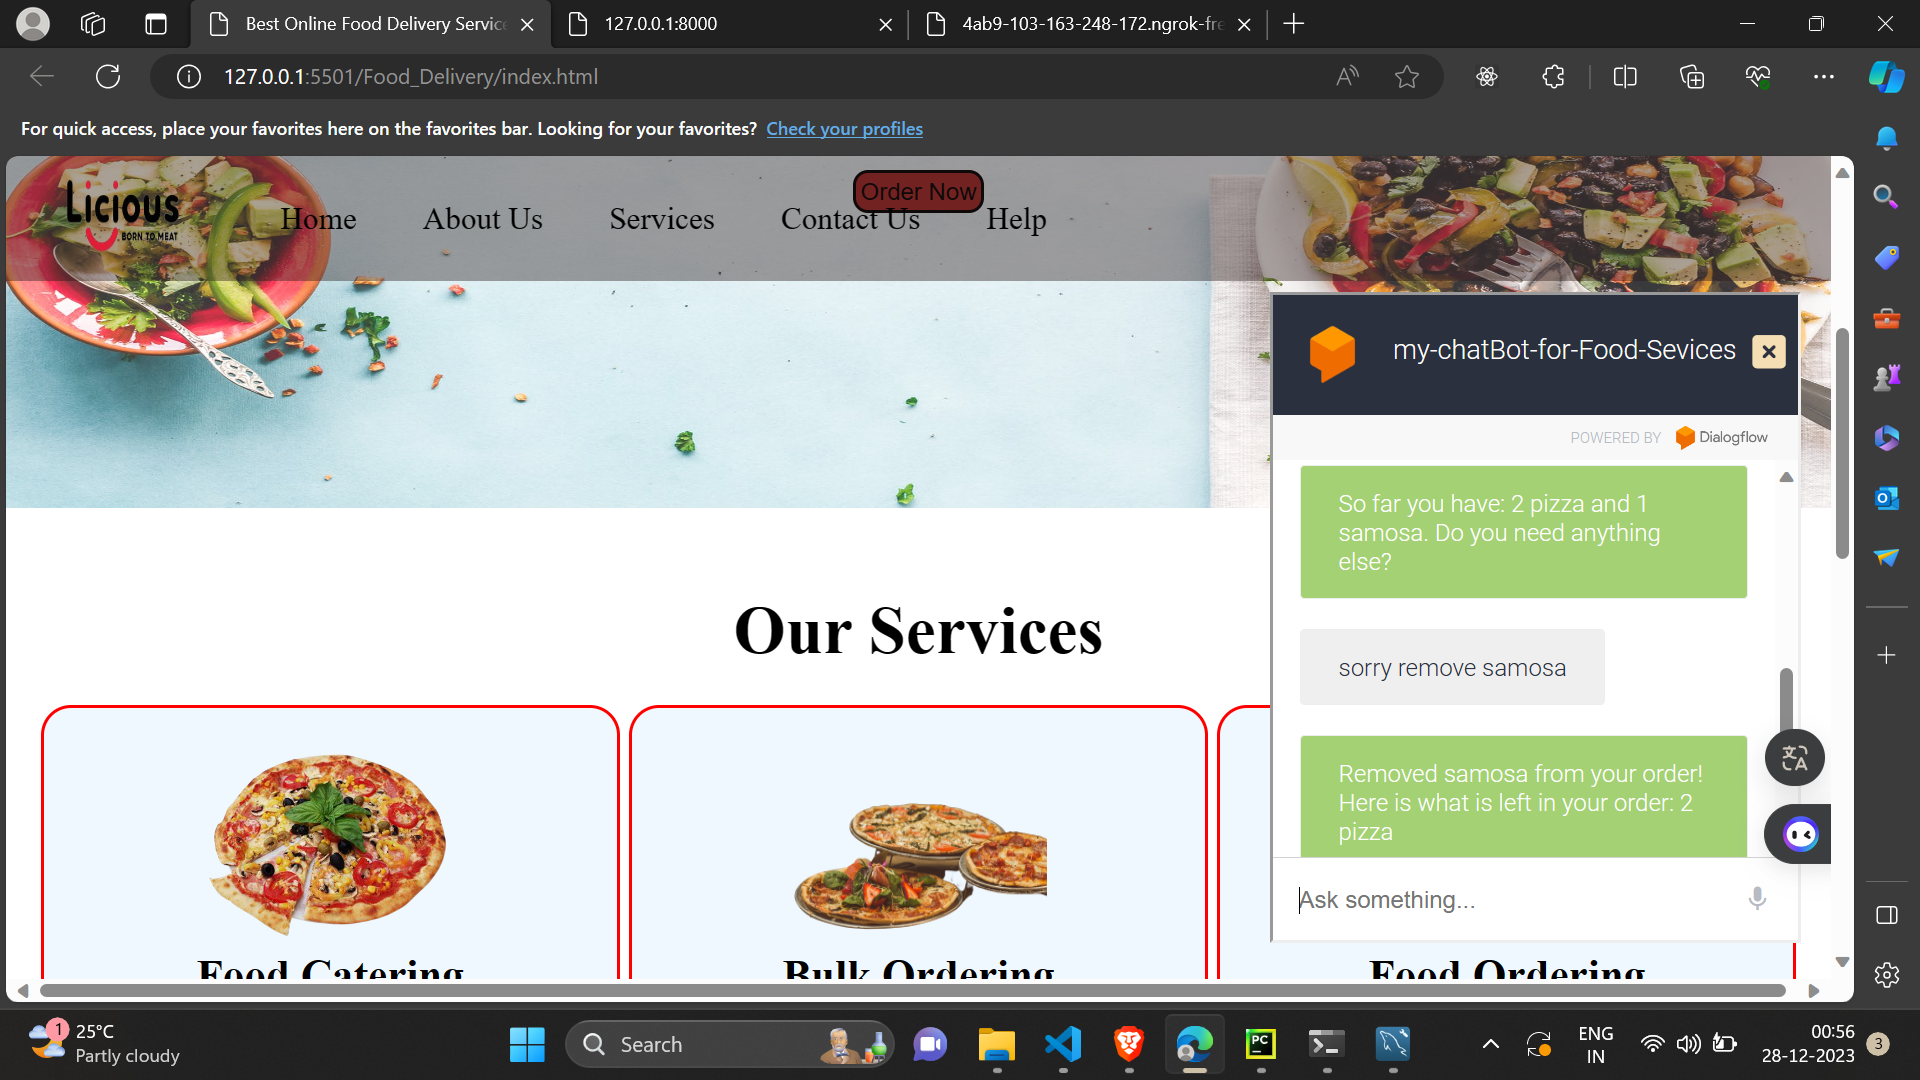 Best Online Food Delivery Service
127.0.0.1:8000
4ab9-103-163-248-172.ngrok-fre
127.0.0.1:5501/Food_Delivery/index.html
For quick access, place your favorites here on the favorites bar. Looking for your favorites? Check your profiles
Licious
BORN TO MEAT
Home
About Us
Services
Contact Us
Help
Order Now
my-chatBot-for-Food-Sevices
POWERED BY Dialogflow
So far you have: 2 pizza and 1
samosa. Do you need anything
else?
sorry remove samosa
Removed samosa from your order!
Here is what is left in your order: 2
pizza
Ask something...
Our Services
Food Catering
Bulk Ordering
Food Ordering
1
25°C
Partly cloudy
Search
PC
ENG
IN
00:56
28-12-2023
3